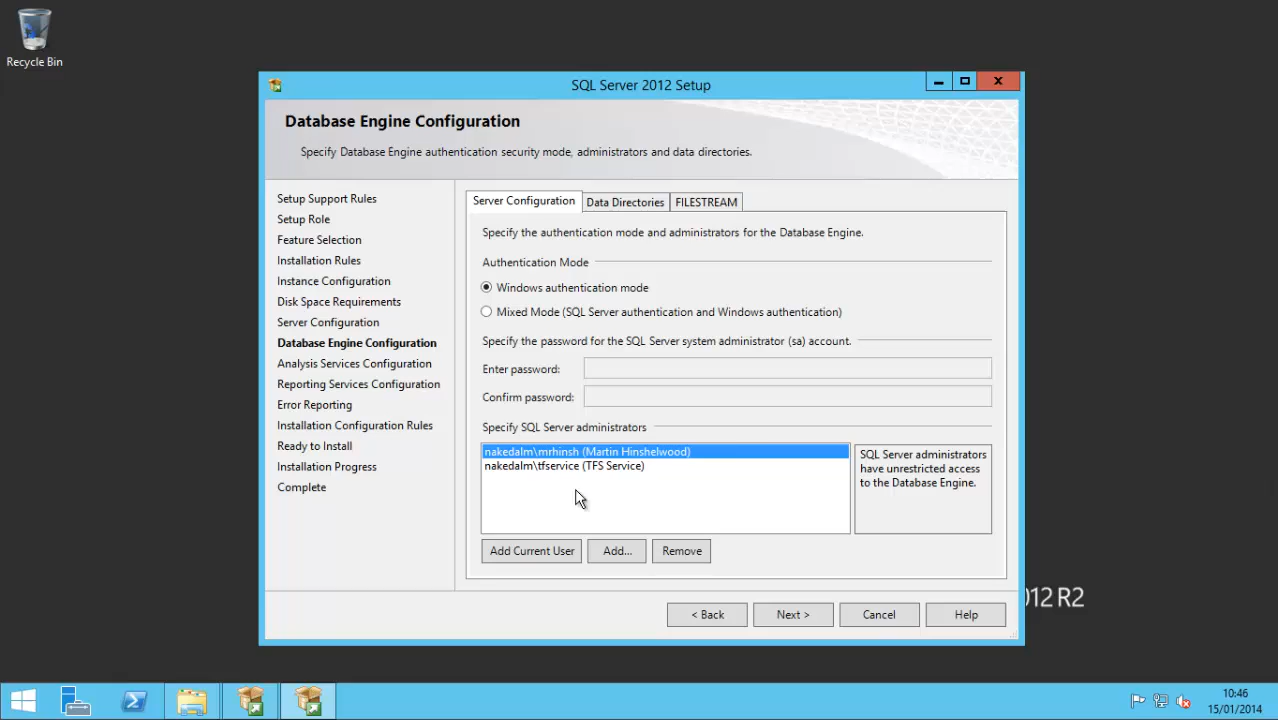 Recycle Bin
SQL Server 2012 Setup
Database Engine Configuration
Specify Database Engine authentication security mode, administrators and data directories.
Setup Support Rules
Setup Role
Feature Selection
Installation Rules
Instance Configuration
Disk Space Requirements
Server Configuration
Database Engine Configuration
Analysis Services Configuration
Reporting Services Configuration
Error Reporting
Installation Configuration Rules
Ready to Install
Installation Progress
Complete
Server Configuration Data Directories FILESTREAM
Specify the authentication mode and administrators for the Database Engine.
Authentication Mode
Windows authentication mode
Mixed Mode (SQL Server authentication and Windows authentication)
Specify the password for the SQL Server system administrator (sa) account.
Enter password:
Confirm password:
Specify SQL Server administrators
nakedalm\mrhinsh (Martin Hinshelwood)
nakedalm\tfservice (TFS Service)
SQL Server administrators
have unrestricted access
to the Database Engine.
Add Current User Add... Remove
< Back Next > Cancel Help
012 R2
10:46
15/01/2014